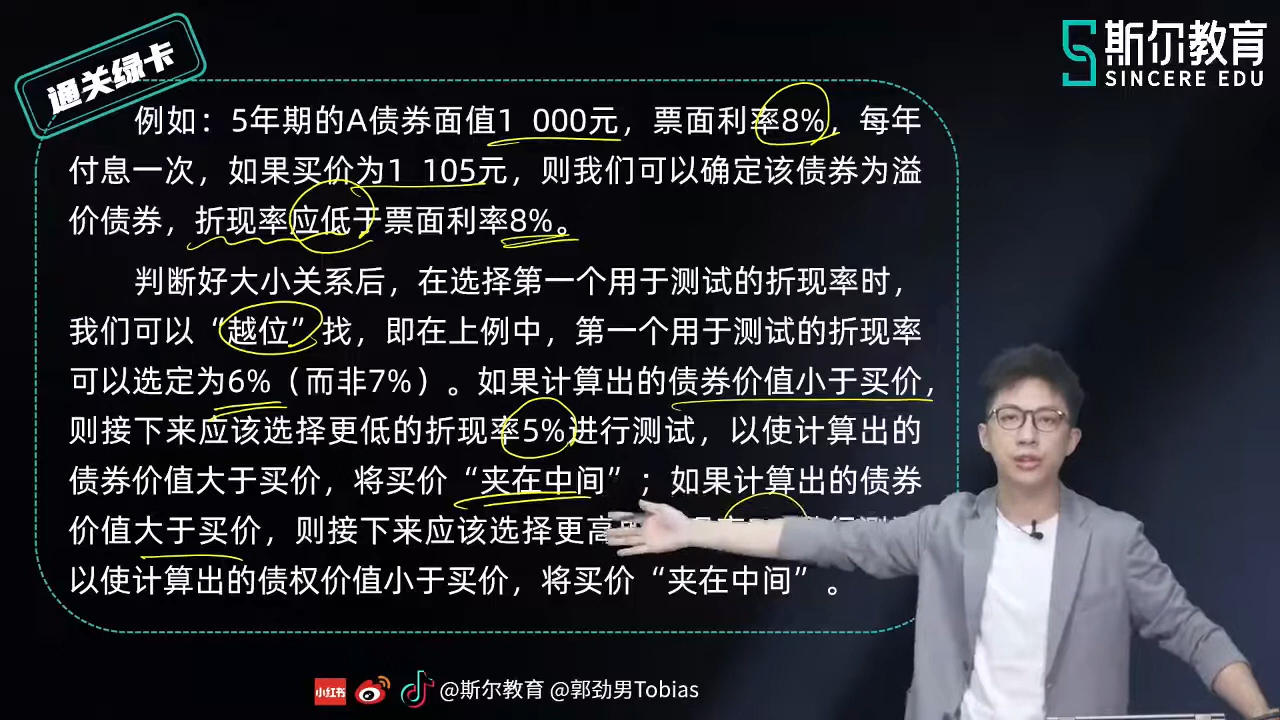 通关绿卡
斯尔教育
SINCERE EDU
例如：5年期的A债券面值1 000元，票面利率8%，每年
付息一次，如果买价为1 105元，则我们可以确定该债券为溢
价债券，折现率应低于票面利率8%。
判断好大小关系后，在选择第一个用于测试的折现率时，
我们可以“越位”找，即在上例中，第一个用于测试的折现率
可以选定为6%（而非7%）。如果计算出的债券价值小于买价，
则接下来应该选择更低的折现率5%进行测试，以使计算出的
债券价值大于买价，将买价“夹在中间”；如果计算出的债券
价值大于买价，则接下来应该选择更高
以使计算出的债权价值小于买价，将买价“夹在中间”。
小红书 @斯尔教育 @郭劲男Tobias